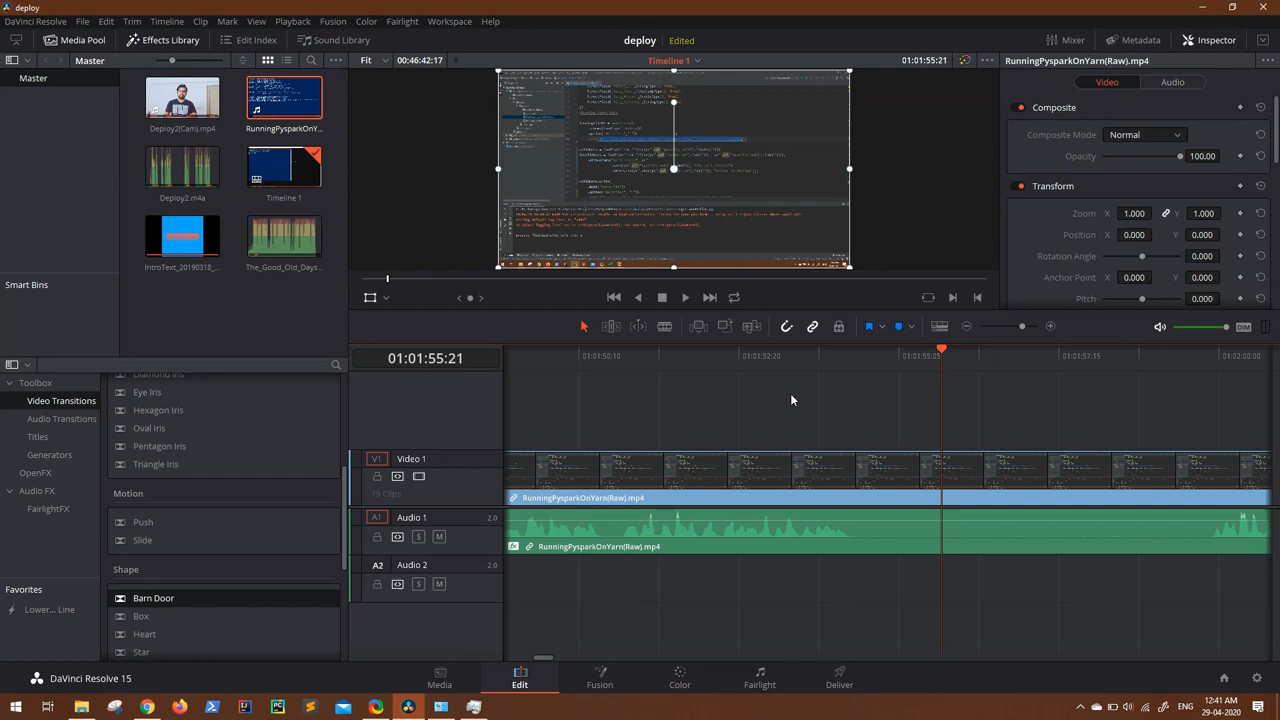 deploy
DaVinci Resolve File Edit Trim Timeline Clip Mark View Playback Fusion Color Fairlight Workspace Help
Media Pool Effects Library Edit Index Sound Library deploy Edited Mixer Metadata Inspector
Master Fit 00:06:42:17 Timeline 1 01:01:55:21 RunningPysparkOnYarn(Raw).mp4
Master
Video Audio
Deploy2(Cam).mp4 RunningPysparkOnY...
Composite
Composite Mode Normal
Opacity 100.00
Deploy2.m4a Timeline 1
Transform
Zoom X 1.000 Y 1.000
Position X 0.000 Y 0.000
Rotation Angle 0.000
IntroText_20190318_...
Anchor Point X 0.000 Y 0.000
Pitch 0.000
Smart Bins
DIM
01:01:55:21
01:01:50:10 01:01:52:20 01:01:55:05 01:01:57:15 01:02:00:00
Toolbox
Video Transitions
Audio Transitions
Titles
Generators
OpenFX
Audio FX
FairlightFX
Favorites
Lower... Line
Diamond Iris
Eye Iris
Hexagon Iris
Oval Iris
Pentagon Iris
Triangle Iris
Motion
Push
Slide
Shape
Barn Door
Box
Heart
Star
V1 Video 1
19 Clips
RunningPysparkOnYarn(Raw).mp4
A1 Audio 1 2.0
S M
fx RunningPysparkOnYarn(Raw).mp4
A2 Audio 2 2.0
S M
DaVinci Resolve 15 Media Edit Fusion Color Fairlight Deliver
ENG 12:41 AM 29-04-2020